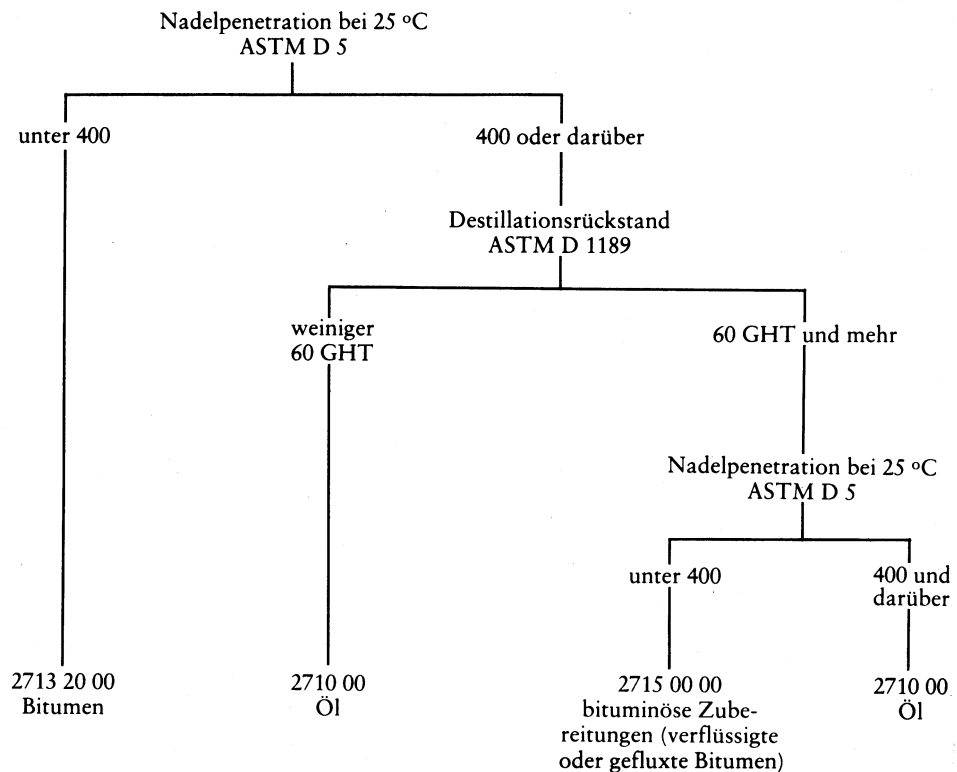 Nadelpenetration bei 25 ºC
ASTM D 5
unter 400
400 oder darüber
Destillationsrückstand
ASTM D 1189
weiniger
60 GHT
60 GHT und mehr
Nadelpenetration bei 25 ºC
ASTM D 5
unter 400
400 und
darüber
2713 20 00
Bitumen
2710 00
Öl
2715 00 00
bituminöse Zube-
reitungen (verflüssigte
oder gefluxte Bitumen)
2710 00
Öl